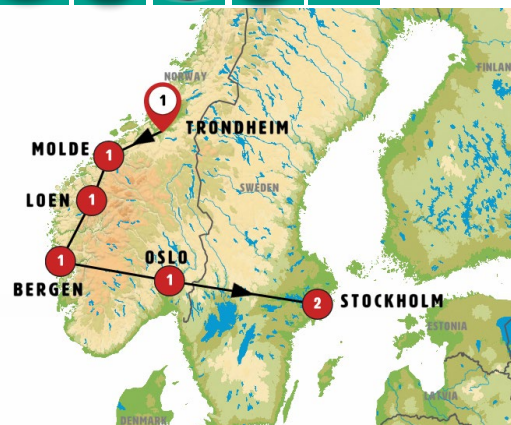 NORWAY
FINLAN
1
TRONDHEIM
MOLDE
1
LOEN
1
SWEDEN
OSLO
1
1
BERGEN
2
STOCKHOLM
ESTONIA
LATVIA
DENMARK